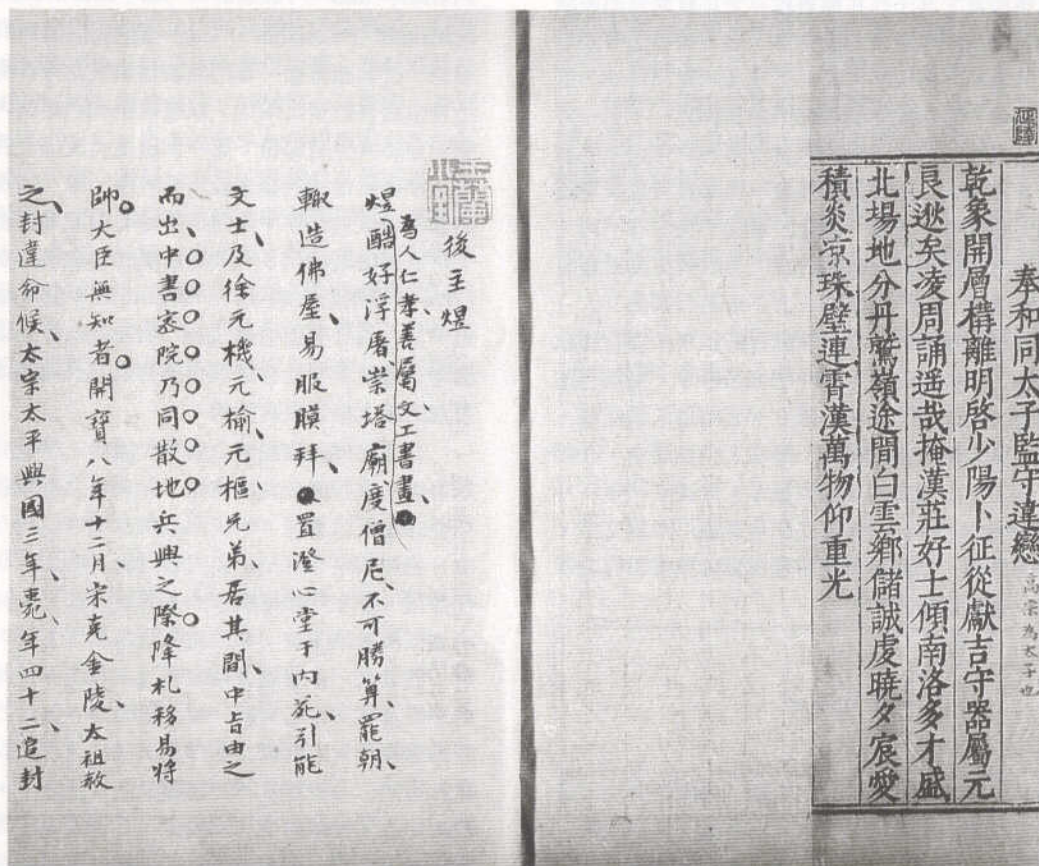 奉和同太子監守違戀 高宗為太子也
乾象開層構離明啓少陽卜征從獻吉守器屬元
良逖矣凌周誦遥哉掩漢莊好士傾南洛多才盛
北場地分丹鷲嶺途間白雲鄉儲誠虔曉夕宸愛
積炎凉珠璧連霄漢萬物仰重光
後主煜
為人仁孝、善屬文、工書畫、
煜酷好浮屠、崇塔廟、度僧尼、不可勝算、罷朝、
輒造佛屋、易服膜拜、置澄心堂于內苑、引能
文士、及徐元機、元榆、元樞兄弟、居其間、中旨由之
而出、中書密院乃同散地兵興之際降札移易將
帥大臣無知者開寶八年十二月、宋克金陵、太祖赦
之、封違命候、太宗太平興國三年、薨、年四十二、追封